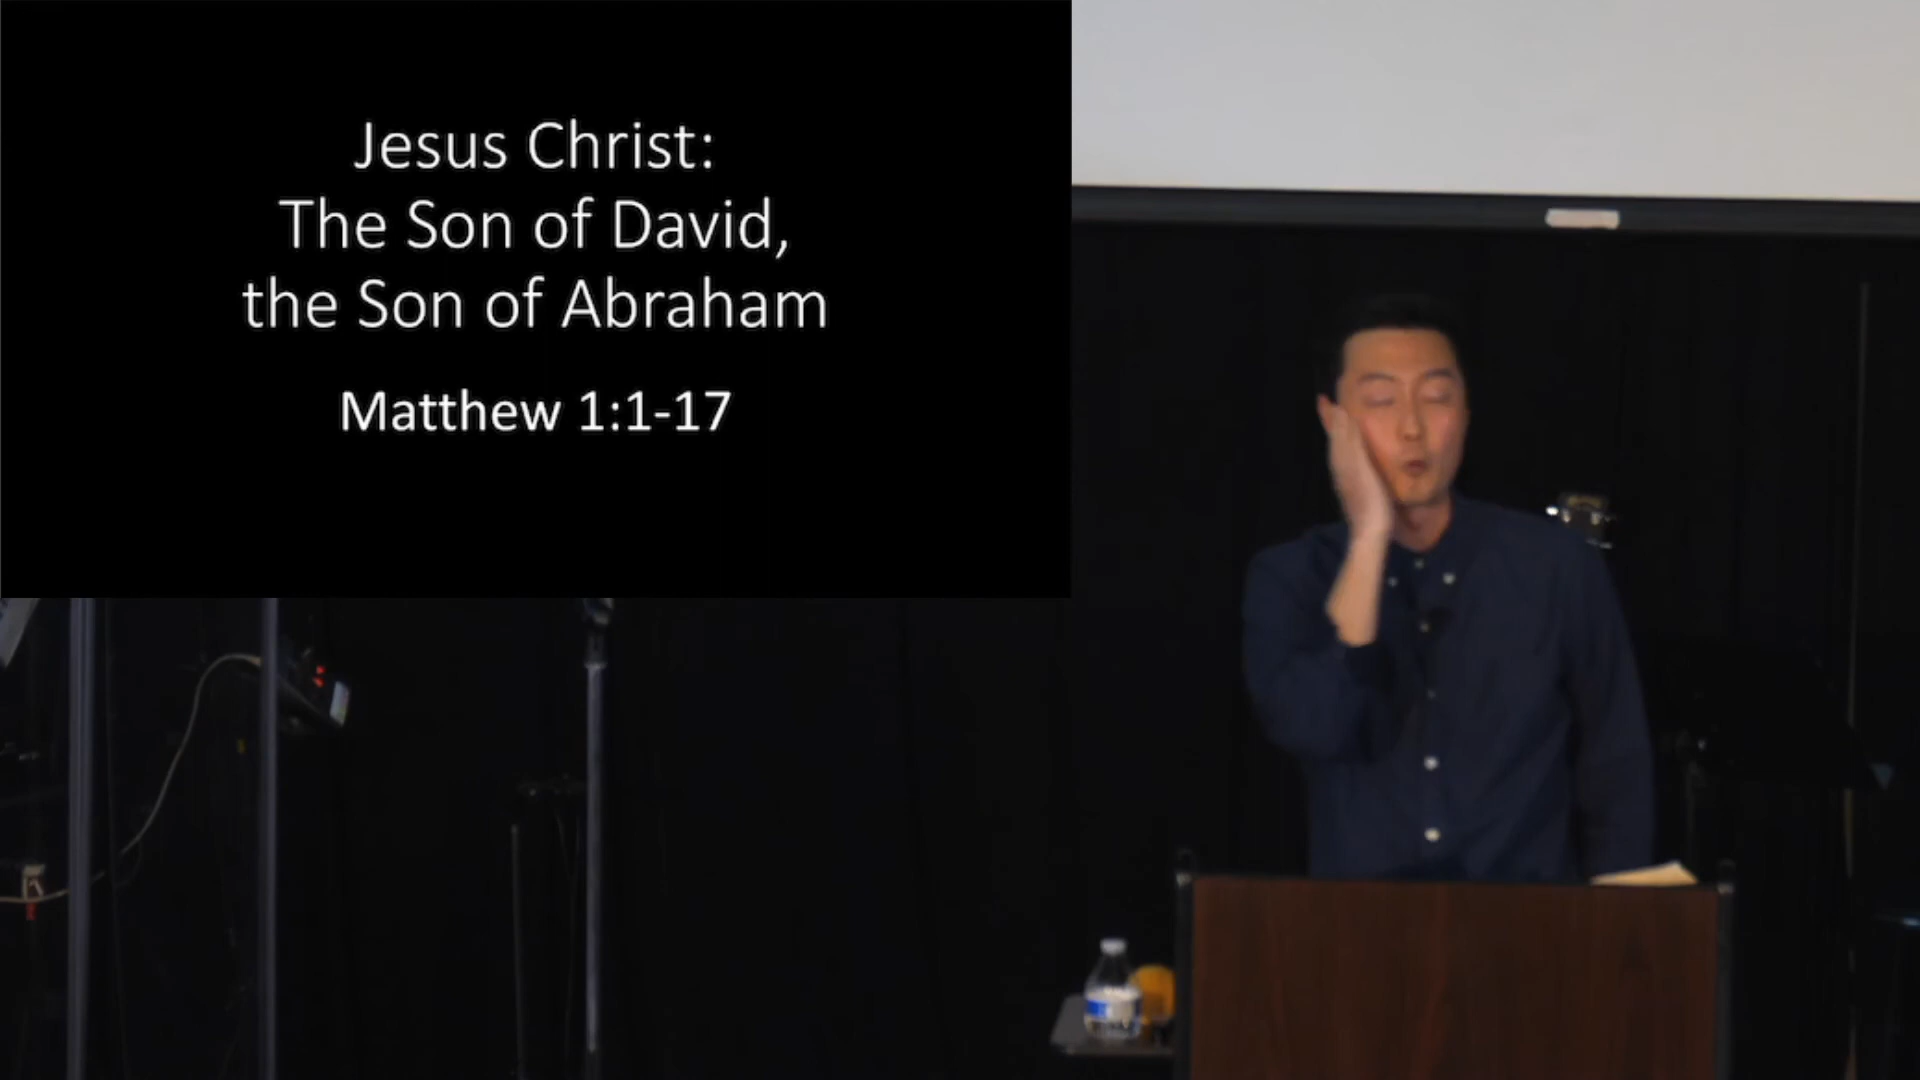 Jesus Christ:
The Son of David,
the Son of Abraham
Matthew 1:1-17